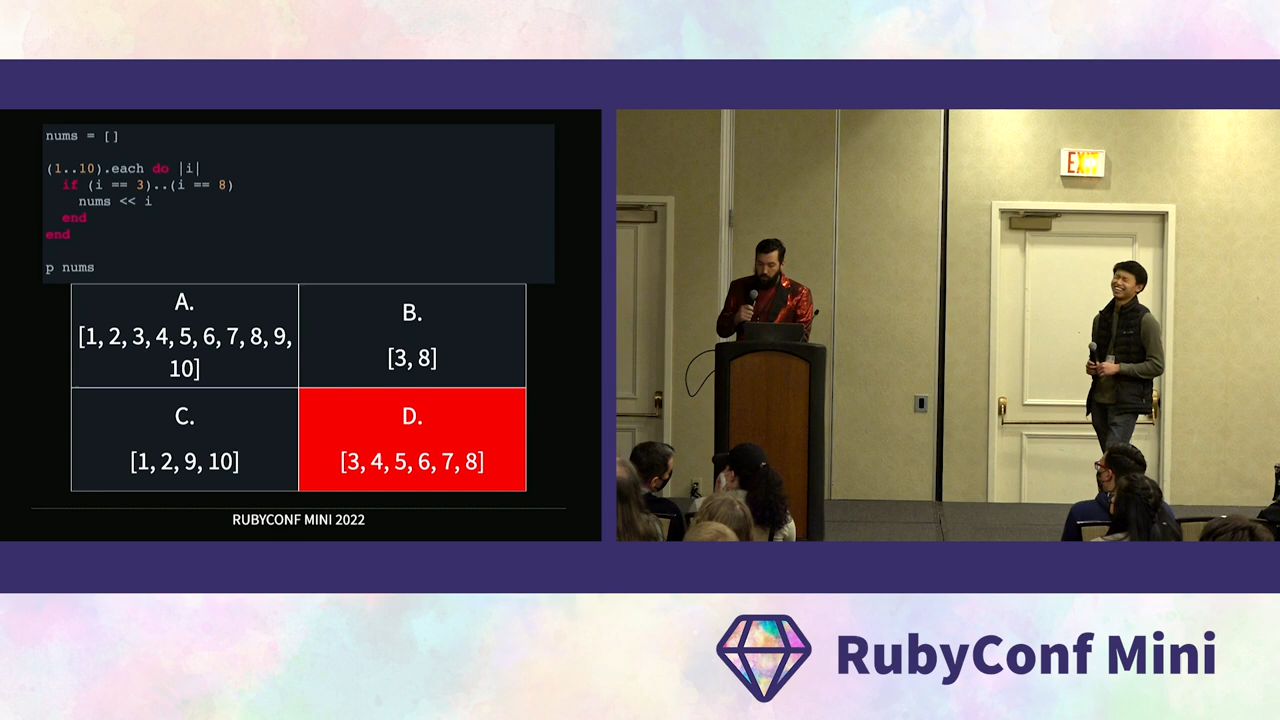 nums = []
(1..10).each do |i|
if (i == 3)..(i == 8)
nums << i
end
end
p nums
A.
[1, 2, 3, 4, 5, 6, 7, 8, 9,
10]
B.
[3, 8]
C.
[1, 2, 9, 10]
D.
[3, 4, 5, 6, 7, 8]
RUBYCONF MINI 2022
EXIT
RubyConf Mini